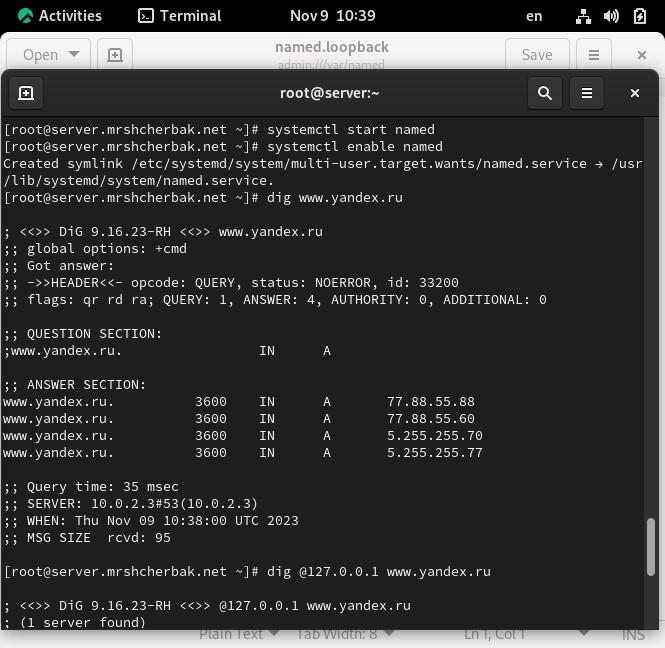 Activities Terminal Nov 9 10:39 en
Open named.loopback Save
admin:///var/named
root@server:~
[root@server.mrshcherbak.net ~]# systemctl start named
[root@server.mrshcherbak.net ~]# systemctl enable named
Created symlink /etc/systemd/system/multi-user.target.wants/named.service → /usr
/lib/systemd/system/named.service.
[root@server.mrshcherbak.net ~]# dig www.yandex.ru
; <<>> DiG 9.16.23-RH <<>> www.yandex.ru
;; global options: +cmd
;; Got answer:
;; ->>HEADER<<- opcode: QUERY, status: NOERROR, id: 33200
;; flags: qr rd ra; QUERY: 1, ANSWER: 4, AUTHORITY: 0, ADDITIONAL: 0
;; QUESTION SECTION:
;www.yandex.ru. IN A
;; ANSWER SECTION:
www.yandex.ru. 3600 IN A 77.88.55.88
www.yandex.ru. 3600 IN A 77.88.55.60
www.yandex.ru. 3600 IN A 5.255.255.70
www.yandex.ru. 3600 IN A 5.255.255.77
;; Query time: 35 msec
;; SERVER: 10.0.2.3#53(10.0.2.3)
;; WHEN: Thu Nov 09 10:38:00 UTC 2023
;; MSG SIZE rcvd: 95
[root@server.mrshcherbak.net ~]# dig @127.0.0.1 www.yandex.ru
; <<>> DiG 9.16.23-RH <<>> @127.0.0.1 www.yandex.ru
; (1 server found)
Plain Text Tab Width: 8 Ln 1, Col 1 INS